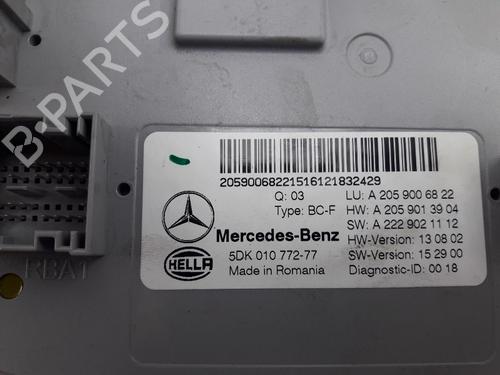 B-PARTS
20590068221516121832429
Q: 03 LU: A 205 900 68 22
Type: BC-F HW: A 205 901 39 04
SW: A 222 902 11 12
Mercedes-Benz HW-Version: 13 08 02
HELLA 5DK 010 772-77 SW-Version: 15 29 00
Made in Romania Diagnostic-ID: 00 18
RBA1